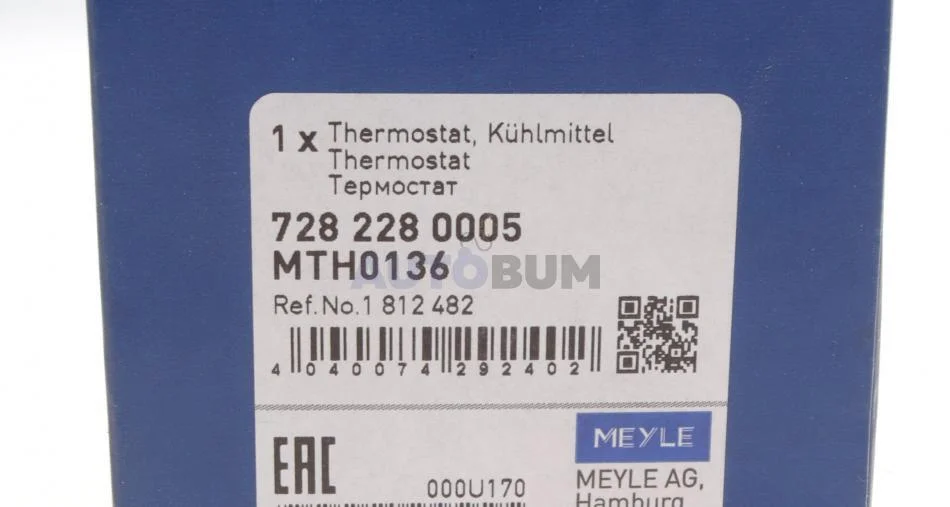 1 x Thermostat, Kühlmittel
Thermostat
Термостат
728 228 0005
MTH0136
AUTOBUM
Ref.No.1 812 482
4 040074 292402
EAC
MEYLE
000U170
MEYLE AG,
Hamburg